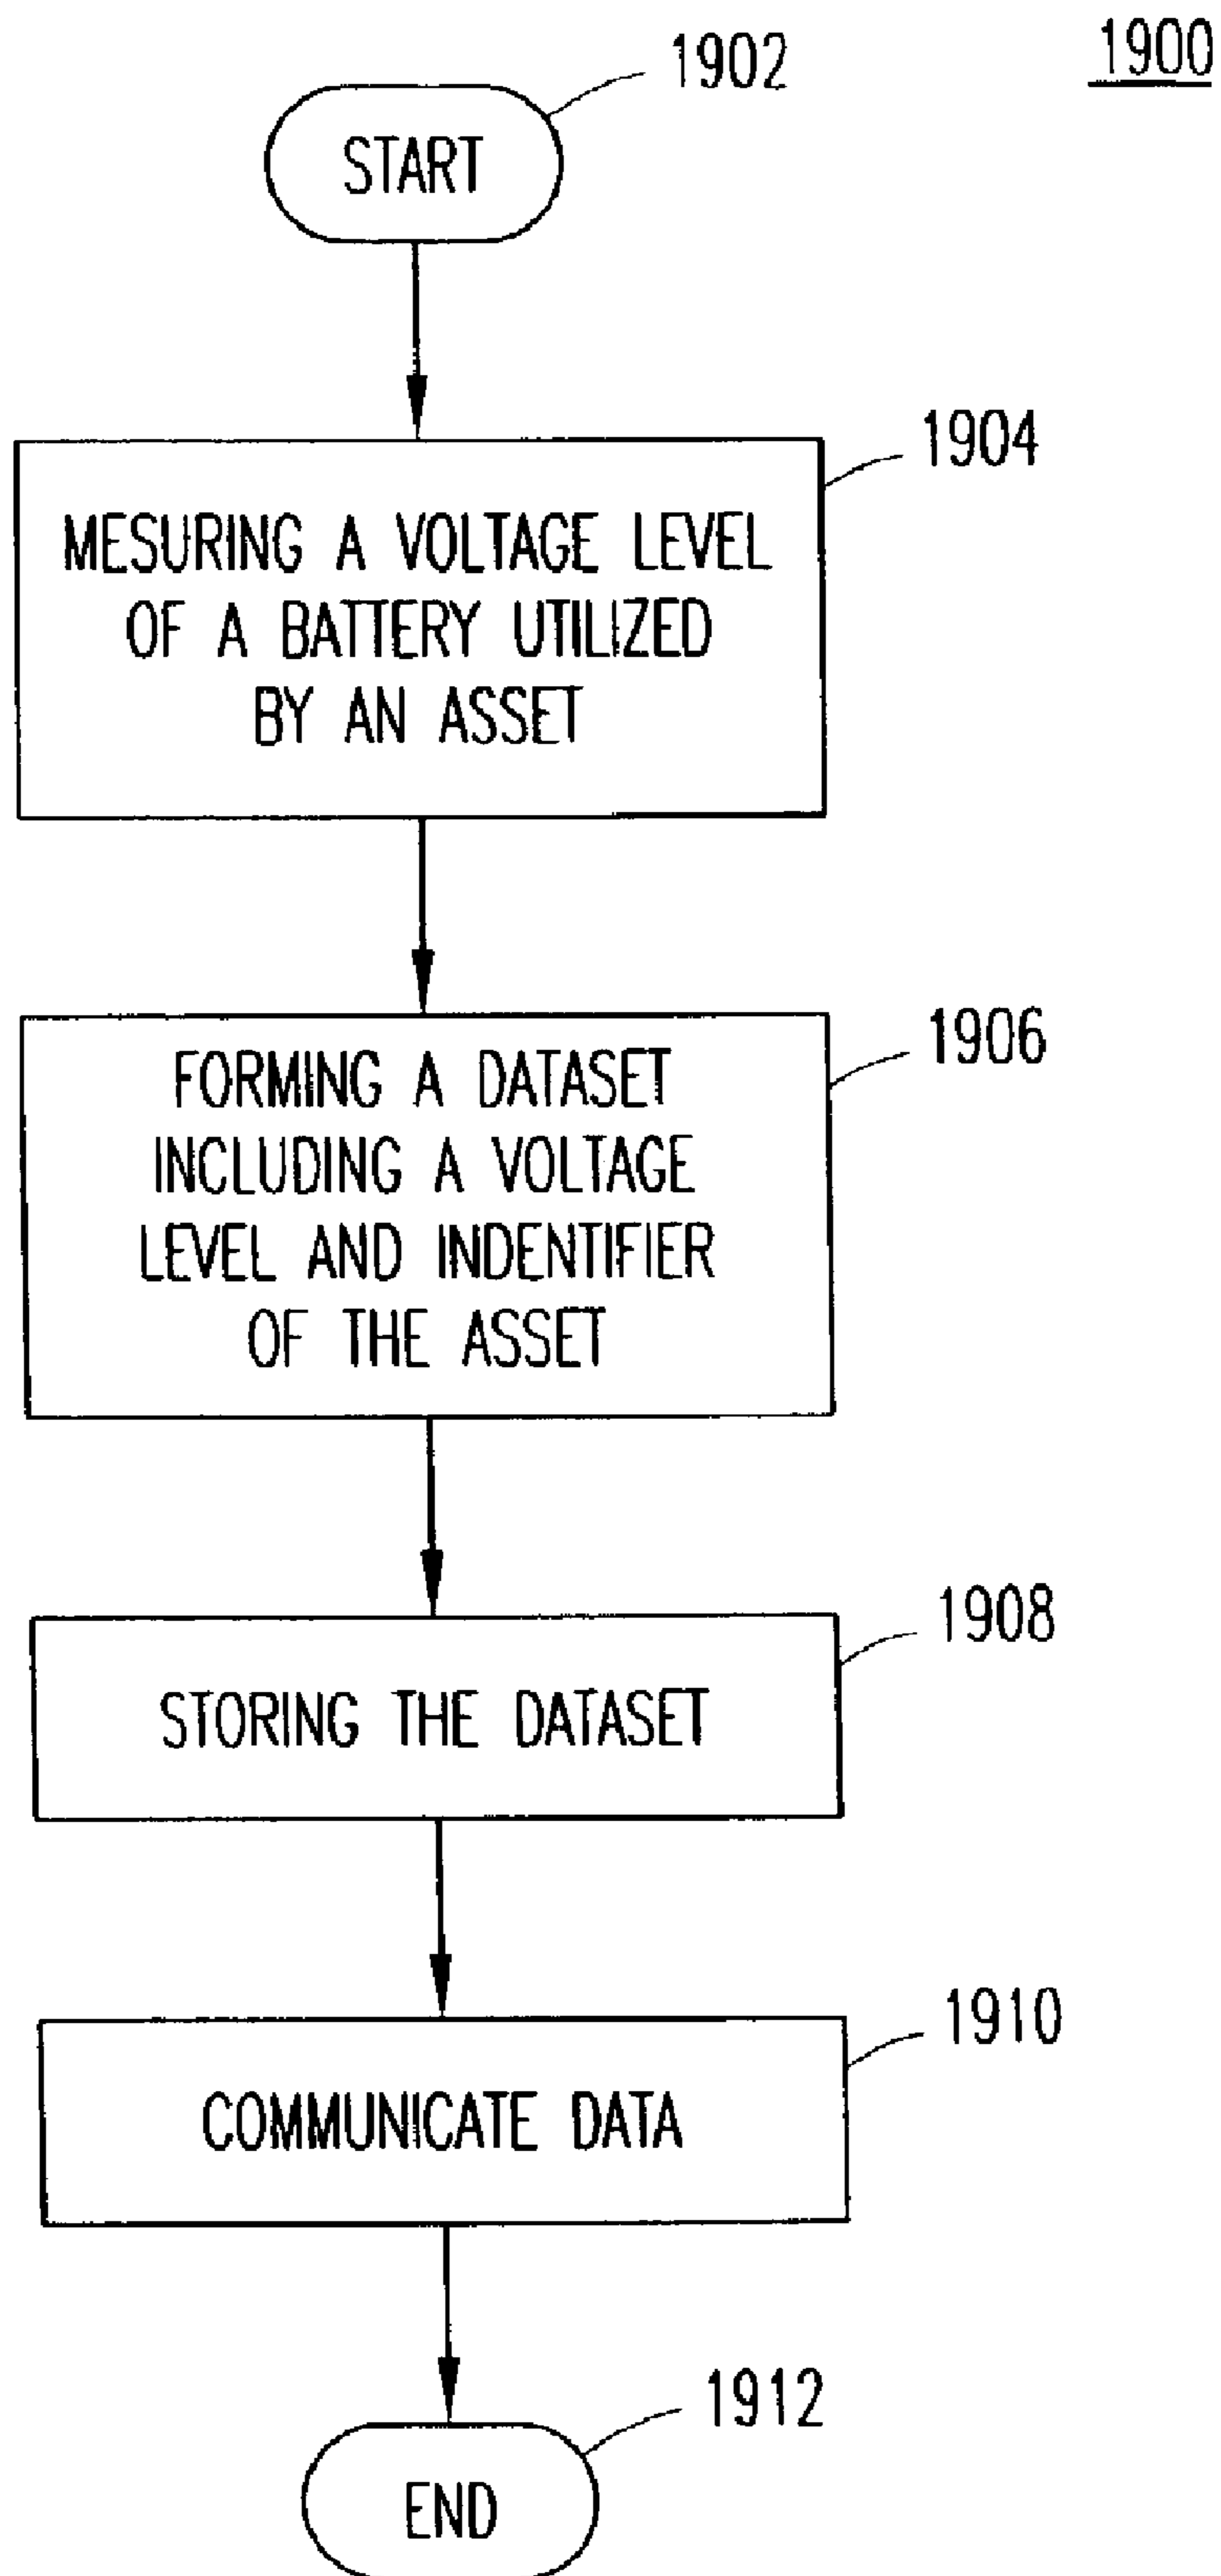 1900
1902
START
1904
MESURING A VOLTAGE LEVEL
OF A BATTERY UTILIZED
BY AN ASSET
1906
FORMING A DATASET
INCLUDING A VOLTAGE
LEVEL AND INDENTIFIER
OF THE ASSET
1908
STORING THE DATASET
1910
COMMUNICATE DATA
1912
END